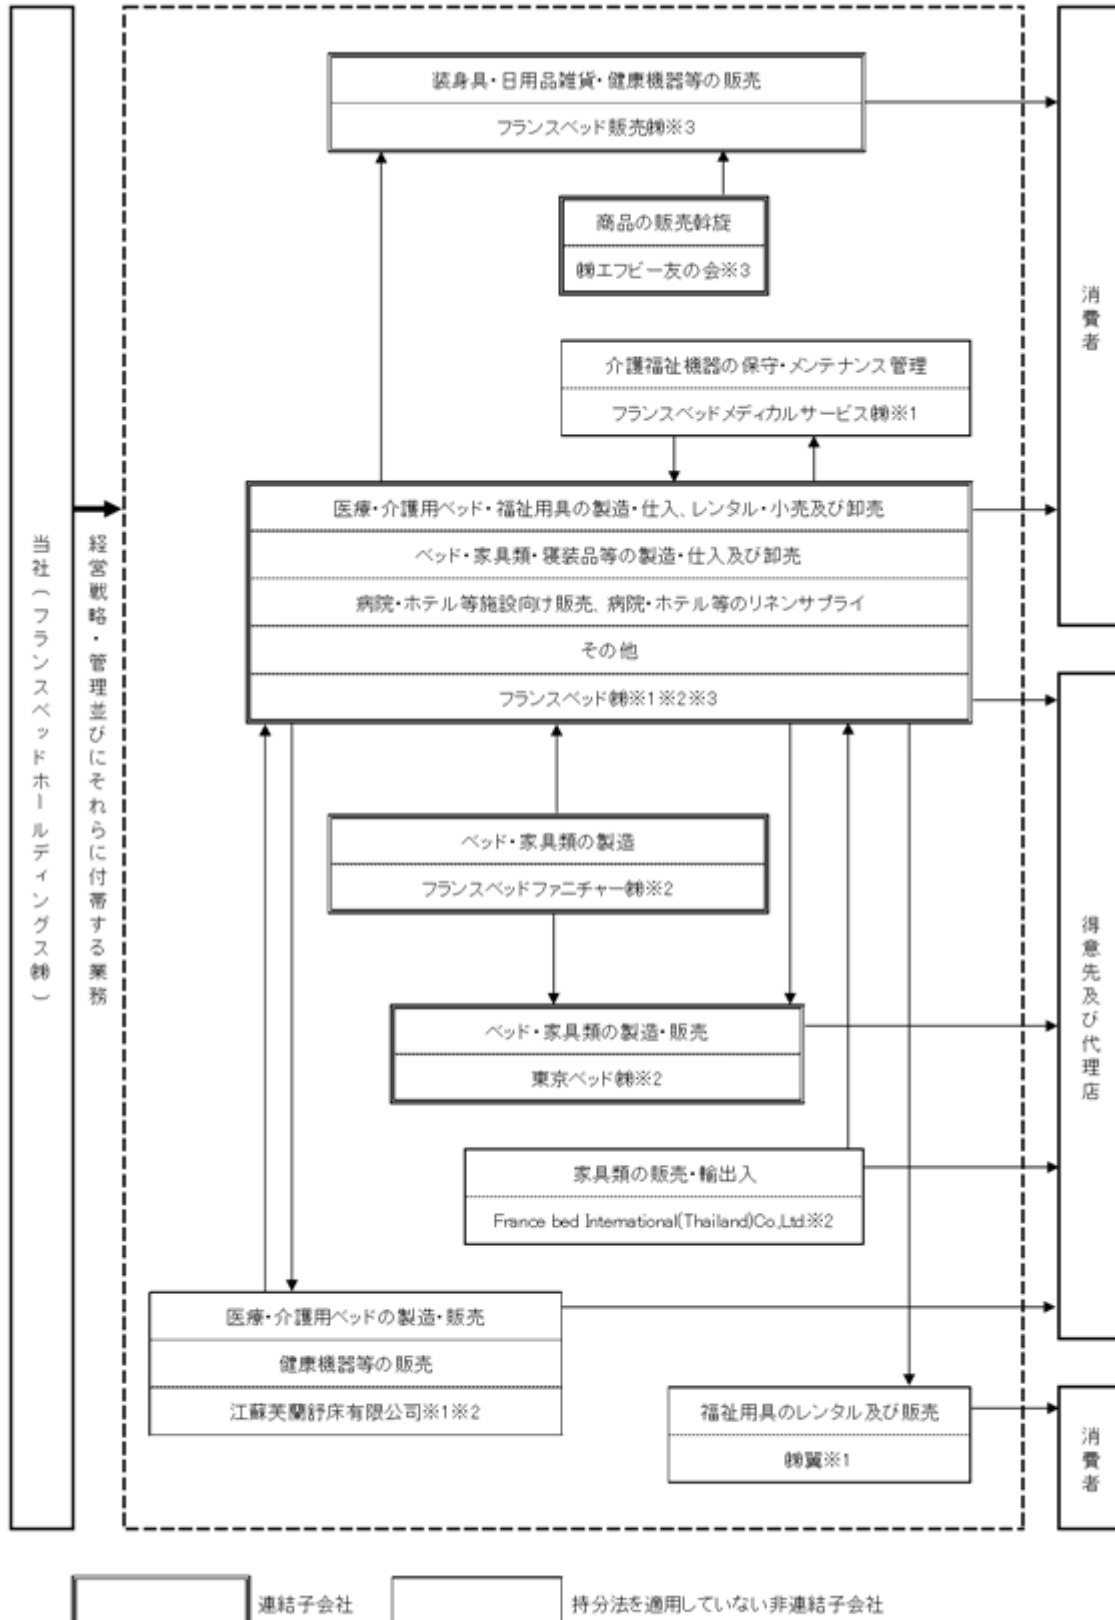 装身具・日用品雑貨・健康機器等の販売
フランスベッド販売㈱※3
商品の販売斡旋
㈱エフビー友の会※3
介護福祉機器の保守・メンテナンス管理
フランスベッドメディカルサービス㈱※1
消費者
当社(フランスベッドホールディングス㈱)
経営戦略・管理並びにそれらに付帯する業務
医療・介護用ベッド・福祉用具の製造・仕入、レンタル・小売及び卸売
ベッド・家具類・寝装品等の製造・仕入及び卸売
病院・ホテル等施設向け販売、病院・ホテル等のリネンサプライ
その他
フランスベッド㈱※1※2※3
ベッド・家具類の製造
フランスベッドファニチャー㈱※2
ベッド・家具類の製造・販売
東京ベッド㈱※2
得意先及び代理店
家具類の販売・輸出入
France bed International(Thailand)Co.,Ltd.※2
医療・介護用ベッドの製造・販売
健康機器等の販売
江蘇芙蘭舒床有限公司※1※2
福祉用具のレンタル及び販売
㈱翼※1
消費者
連結子会社
持分法を適用していない非連結子会社